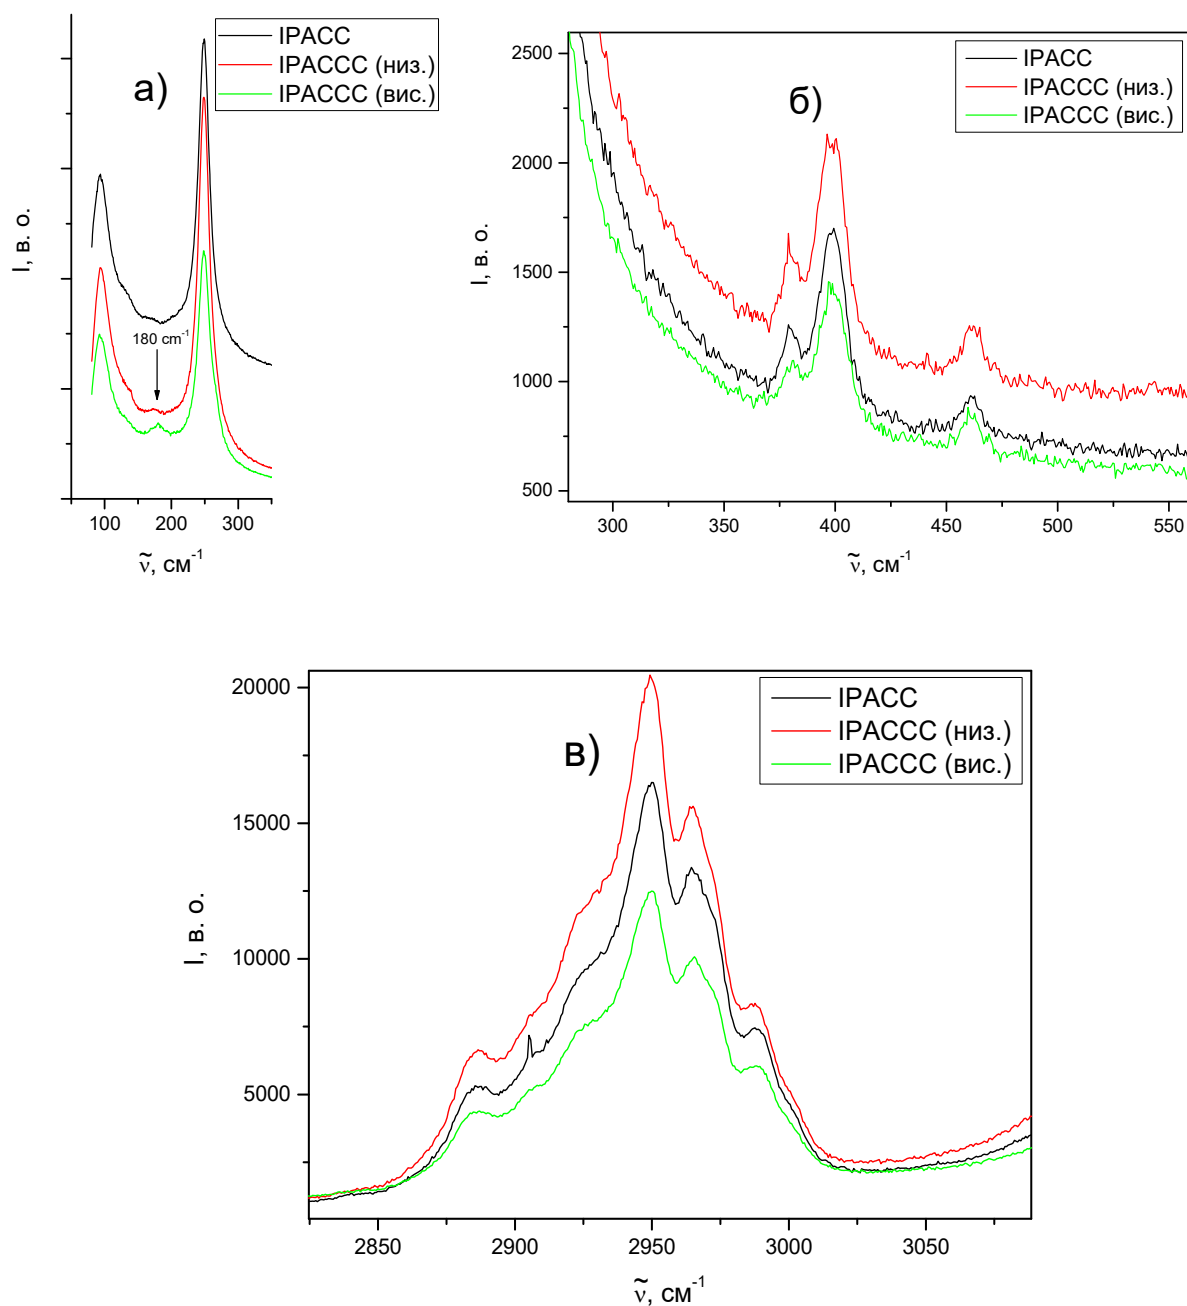 а)
IPACC
IPACCC (низ.)
IPACCC (вис.)
I, в. о.
180 cm⁻¹
100
200
300
ṽ, см⁻¹
б)
IPACC
IPACCC (низ.)
IPACCC (вис.)
I, в. о.
2500
2000
1500
1000
500
300
350
400
450
500
550
ṽ, см⁻¹
в)
IPACC
IPACCC (низ.)
IPACCC (вис.)
I, в. о.
20000
15000
10000
5000
2850
2900
2950
3000
3050
ṽ, см⁻¹